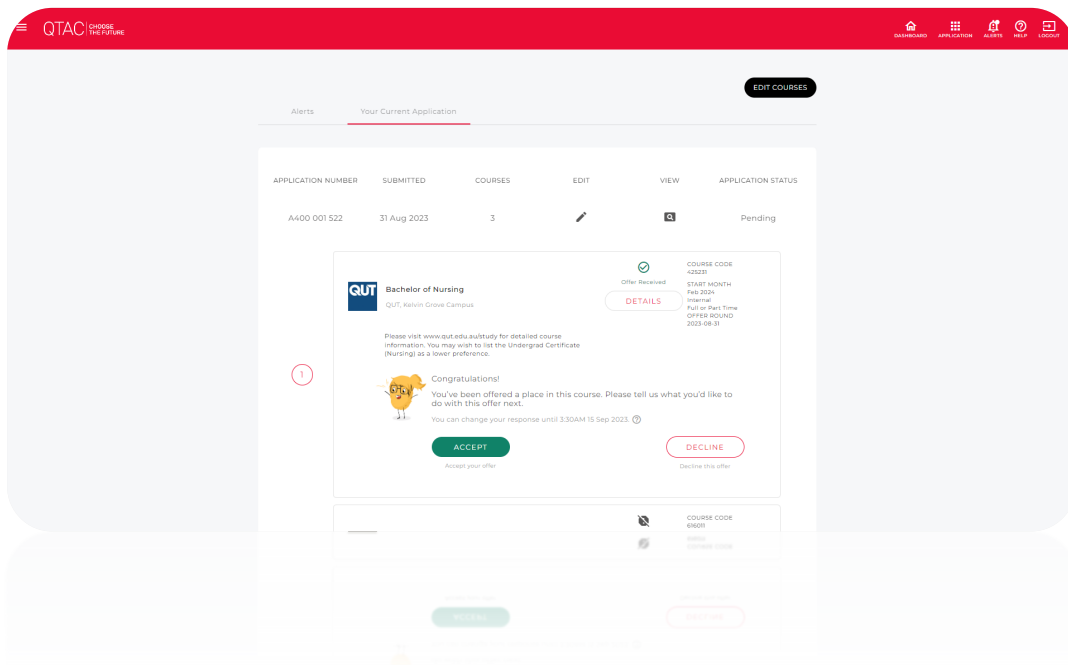 QTAC CHOOSE THE FUTURE
DASHBOARD APPLICATION ALERTS HELP LOGOUT
EDIT COURSES
Alerts Your Current Application
APPLICATION NUMBER SUBMITTED COURSES EDIT VIEW APPLICATION STATUS
A400 001 522 31 Aug 2023 3 Pending
QUT
Bachelor of Nursing
QUT, Kelvin Grove Campus
Offer Received
DETAILS
COURSE CODE
425231
START MONTH
Feb 2024
Internal
Full or Part Time
OFFER ROUND
2023-08-31
Please visit www.qut.edu.au/study for detailed course
information. You may wish to list the Undergrad Certificate
(Nursing) as a lower preference.
1
Congratulations!
You've been offered a place in this course. Please tell us what you'd like to
do with this offer next.
You can change your response until 3:30AM 15 Sep 2023.
ACCEPT
Accept your offer
DECLINE
Decline this offer
COURSE CODE
616011